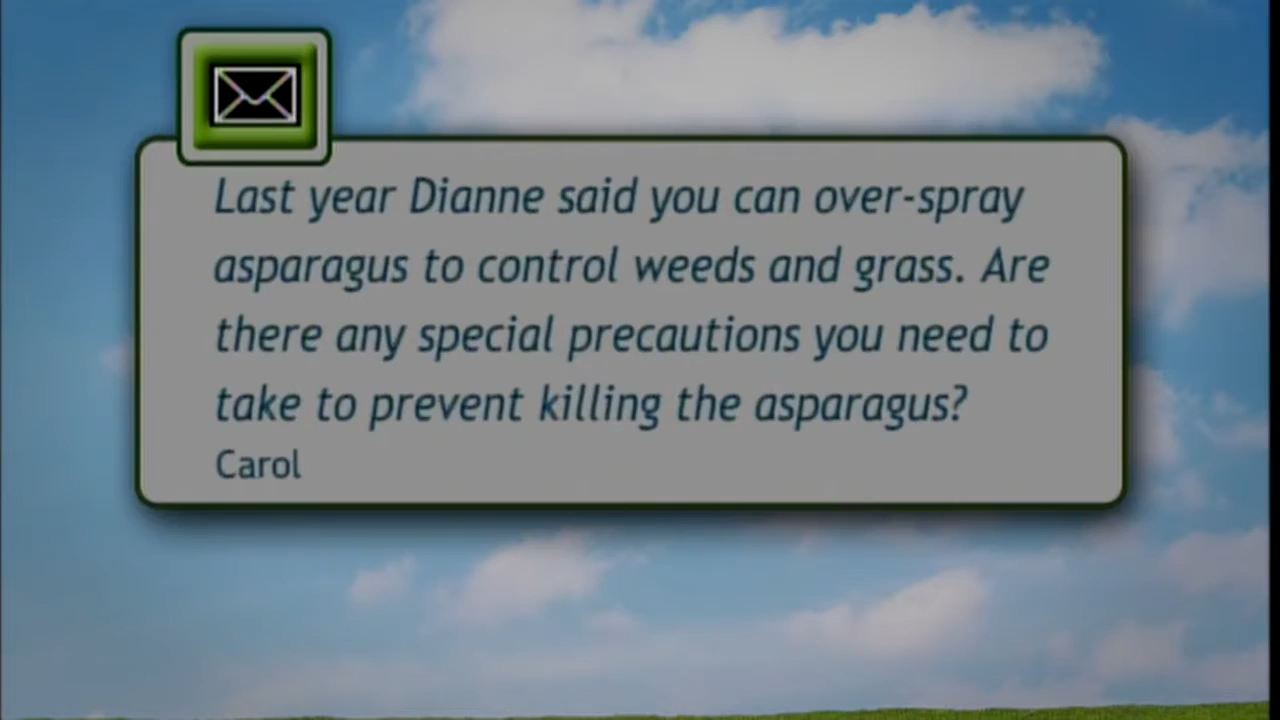 Last year Dianne said you can over-spray
asparagus to control weeds and grass. Are
there any special precautions you need to
take to prevent killing the asparagus?
Carol